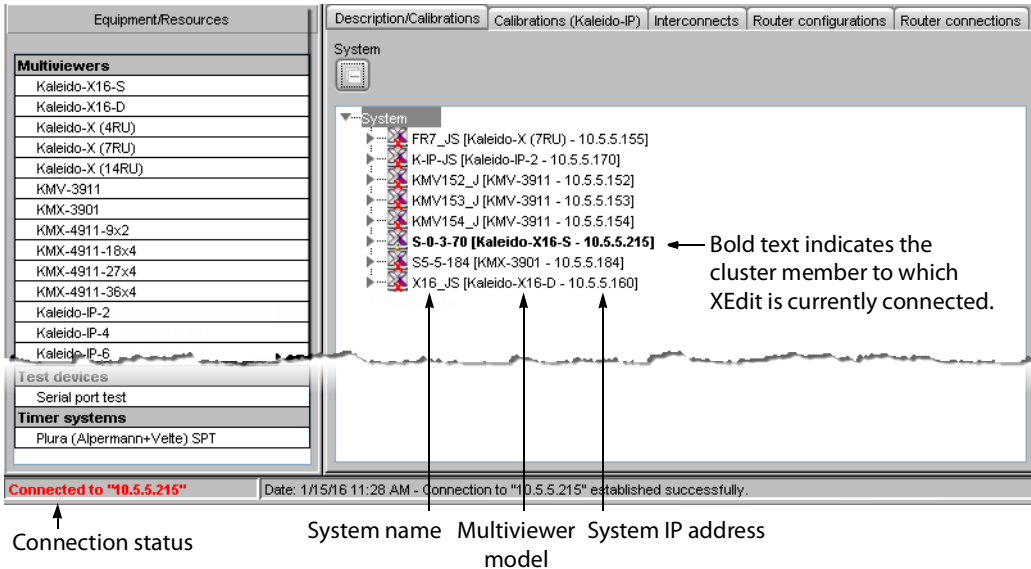 Equipment/Resources
Multiviewers
Kaleido-X16-S
Kaleido-X16-D
Kaleido-X (4RU)
Kaleido-X (7RU)
Kaleido-X (14RU)
KMV-3911
KMX-3901
KMX-4911-9x2
KMX-4911-18x4
KMX-4911-27x4
KMX-4911-36x4
Kaleido-IP-2
Kaleido-IP-4
Kaleido-IP-6
Test devices
Serial port test
Timer systems
Plura (Alpermann+Velte) SPT
Description/Calibrations
Calibrations (Kaleido-IP)
Interconnects
Router configurations
Router connections
System
System
FR7_JS [Kaleido-X (7RU) - 10.5.5.155]
K-IP-JS [Kaleido-IP-2 - 10.5.5.170]
KMV152_J [KMV-3911 - 10.5.5.152]
KMV153_J [KMV-3911 - 10.5.5.153]
KMV154_J [KMV-3911 - 10.5.5.154]
S-0-3-70 [Kaleido-X16-S - 10.5.5.215]
S5-5-184 [KMX-3901 - 10.5.5.184]
X16_JS [Kaleido-X16-D - 10.5.5.160]
Bold text indicates the
cluster member to which
XEdit is currently connected.
Connected to "10.5.5.215"
Date: 1/15/16 11:28 AM - Connection to "10.5.5.215" established successfully.
Connection status
System name
Multiviewer
model
System IP address